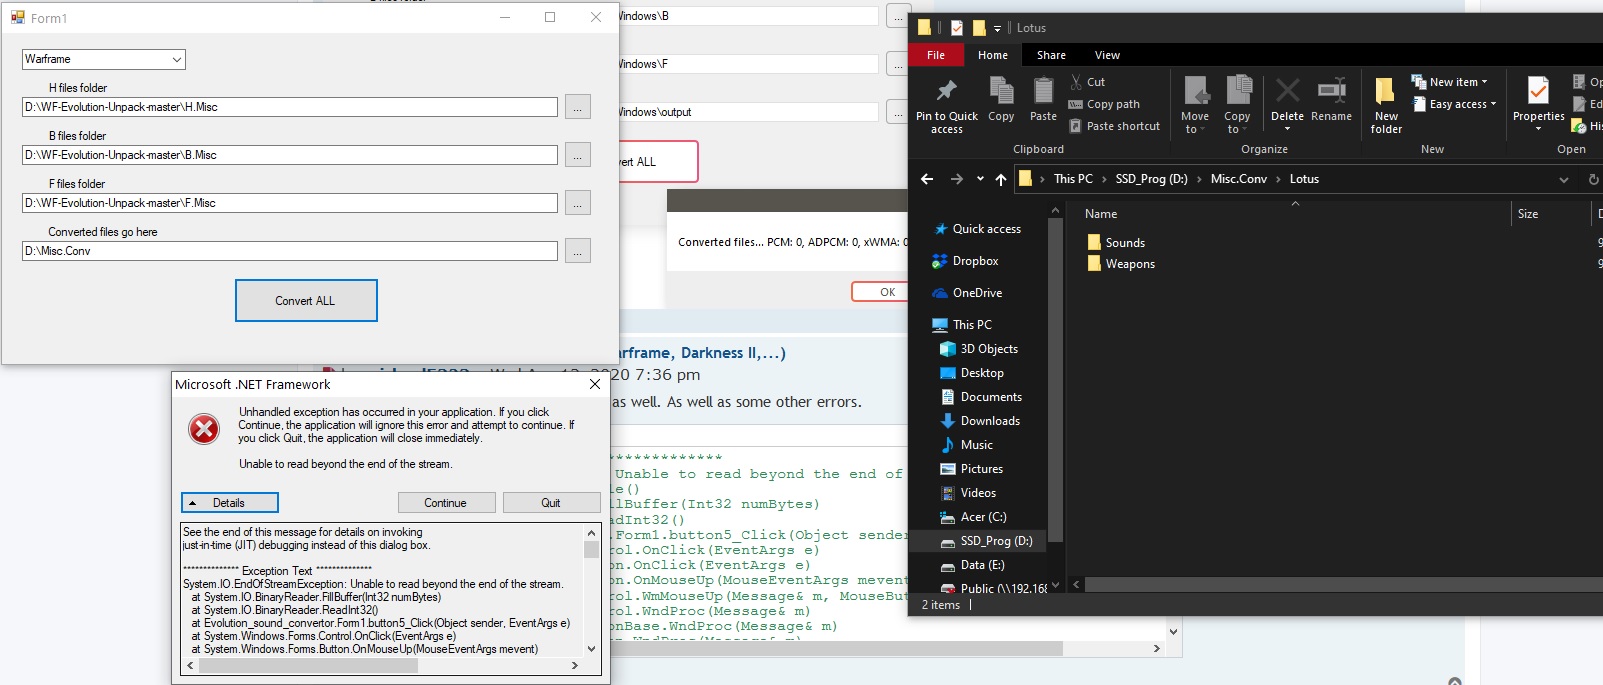 Form1
Warframe
H files folder
D:\WF-Evolution-Unpack-master\H.Misc
...
B files folder
D:\WF-Evolution-Unpack-master\B.Misc
...
F files folder
D:\WF-Evolution-Unpack-master\F.Misc
...
Converted files go here
D:\Misc.Conv
...
Convert ALL
Windows\B
...
Windows\F
...
Windows\output
...
vert ALL
Converted files... PCM: 0, ADPCM: 0, xWMA: 0
OK
arframe, Darkness II,...)
2020 7:36 pm
as well. As well as some other errors.
*************
Unable to read beyond the end of
le()
llBuffer(Int32 numBytes)
adInt32()
.Form1.button5_Click(Object sender
rol.OnClick(EventArgs e)
on.OnClick(EventArgs e)
on.OnMouseUp(MouseEventArgs mevent
rol.WmMouseUp(Message& m, MouseBut
rol.WndProc(Message& m)
onBase.WndProc(Message& m)
Microsoft .NET Framework
Unhandled exception has occurred in your application. If you click
Continue, the application will ignore this error and attempt to continue. If
you click Quit, the application will close immediately.
Unable to read beyond the end of the stream.
Details
Continue
Quit
See the end of this message for details on invoking
just-in-time (JIT) debugging instead of this dialog box.
************** Exception Text **************
System.IO.EndOfStreamException: Unable to read beyond the end of the stream.
at System.IO.BinaryReader.FillBuffer(Int32 numBytes)
at System.IO.BinaryReader.ReadInt32()
at Evolution_sound_convertor.Form1.button5_Click(Object sender, EventArgs e)
at System.Windows.Forms.Control.OnClick(EventArgs e)
at System.Windows.Forms.Button.OnMouseUp(MouseEventArgs mevent)
Lotus
File Home Share View
Pin to Quick
access
Copy
Paste
Cut
Copy path
Paste shortcut
Clipboard
Move
to
Copy
to
Delete
Rename
Organize
New
folder
New item
Easy access
New
Properties
Op
Ed
His
Open
This PC
SSD_Prog (D:)
Misc.Conv
Lotus
Name
Size
Sounds
Weapons
Quick access
Dropbox
OneDrive
This PC
3D Objects
Desktop
Documents
Downloads
Music
Pictures
Videos
Acer (C:)
SSD_Prog (D:)
Data (E:)
Public (\\192.168
2 items